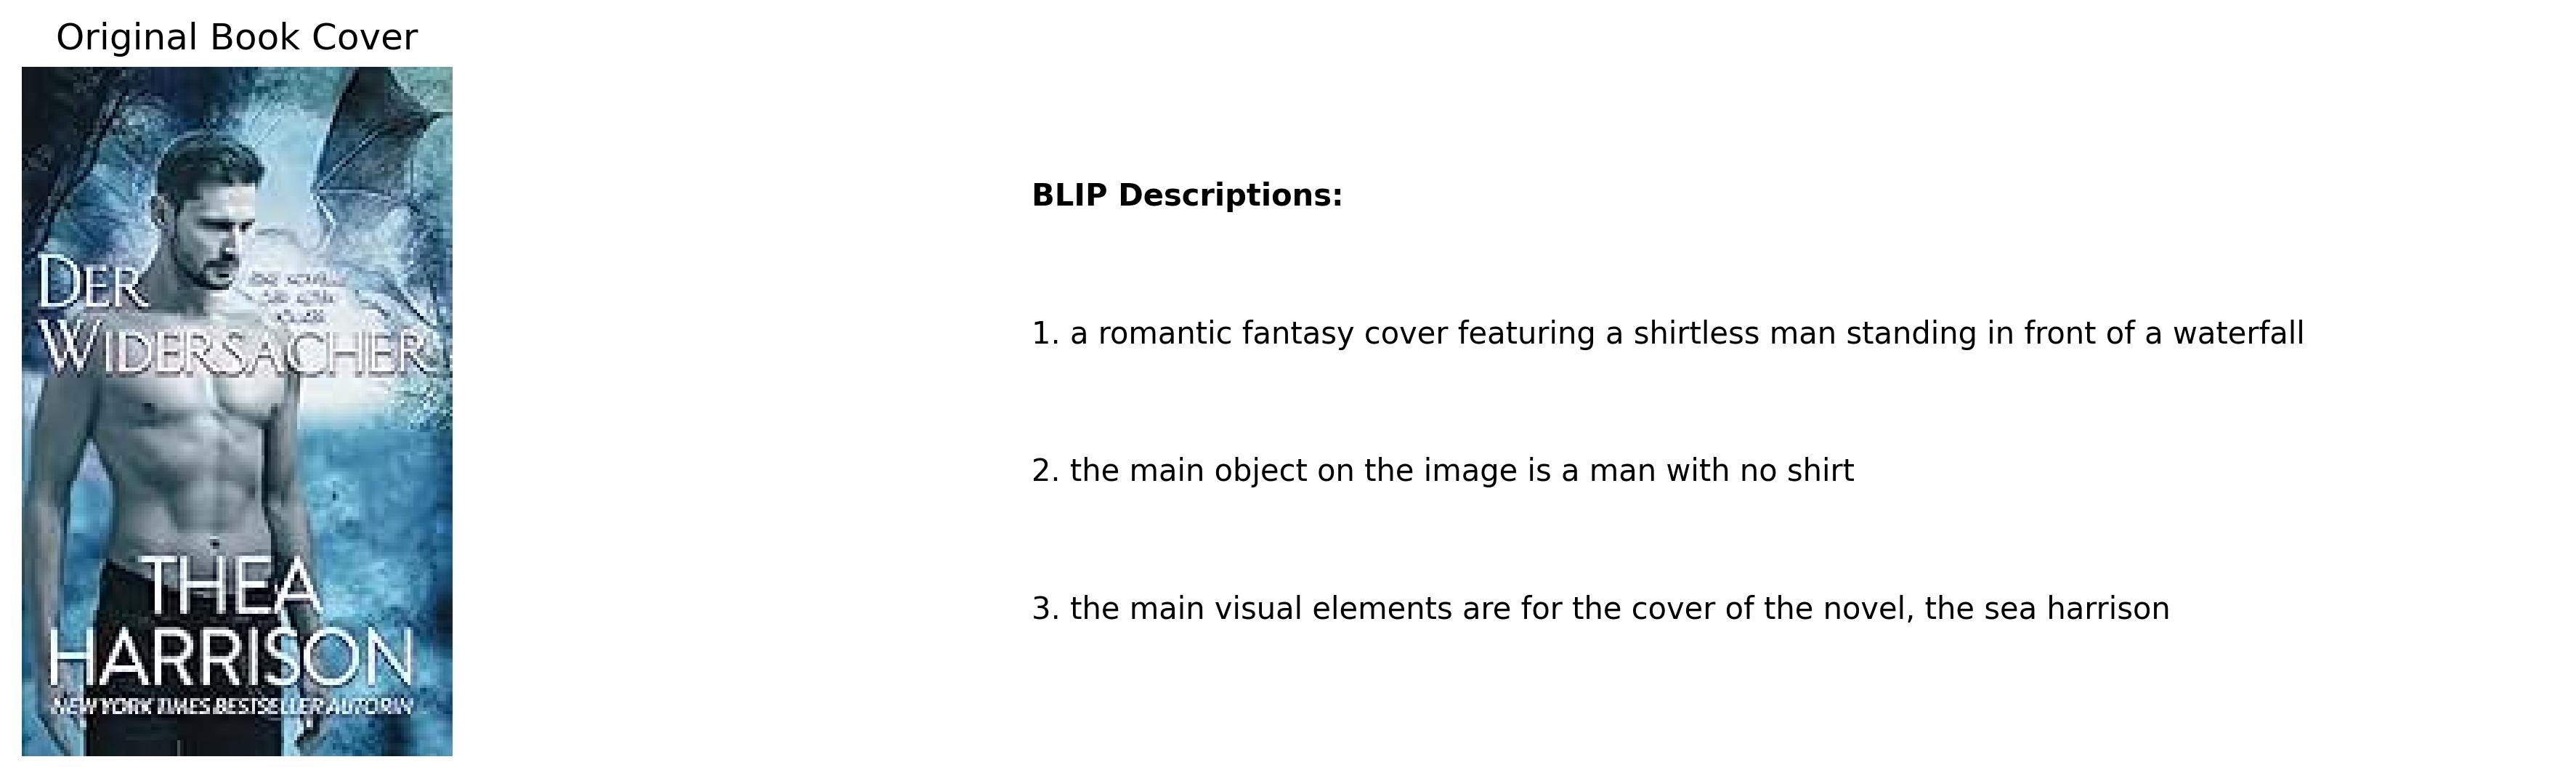 Original Book Cover
DER
WIDERSACHER
THEA
HARRISON
NEW YORK TIMES BESTSELLER AUTORIN
BLIP Descriptions:
1. a romantic fantasy cover featuring a shirtless man standing in front of a waterfall
2. the main object on the image is a man with no shirt
3. the main visual elements are for the cover of the novel, the sea harrison